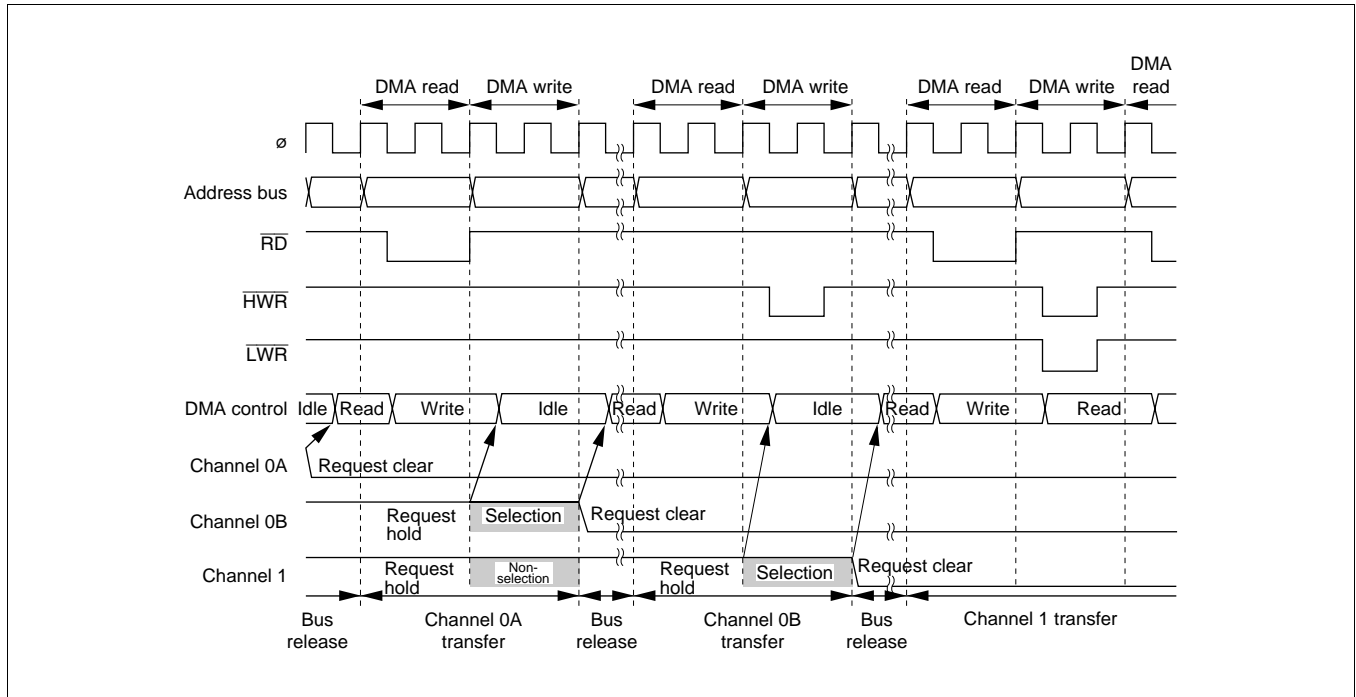 DMA read DMA write DMA read DMA write DMA read DMA write DMA read
ø
Address bus
RD
HWR
LWR
DMA control Idle Read Write Idle Read Write Idle Read Write Read
Channel 0A Request clear
Channel 0B Request hold Selection Request clear
Channel 1 Request hold Non-selection Request hold Selection Request clear
Bus release Channel 0A transfer Bus release Channel 0B transfer Bus release Channel 1 transfer